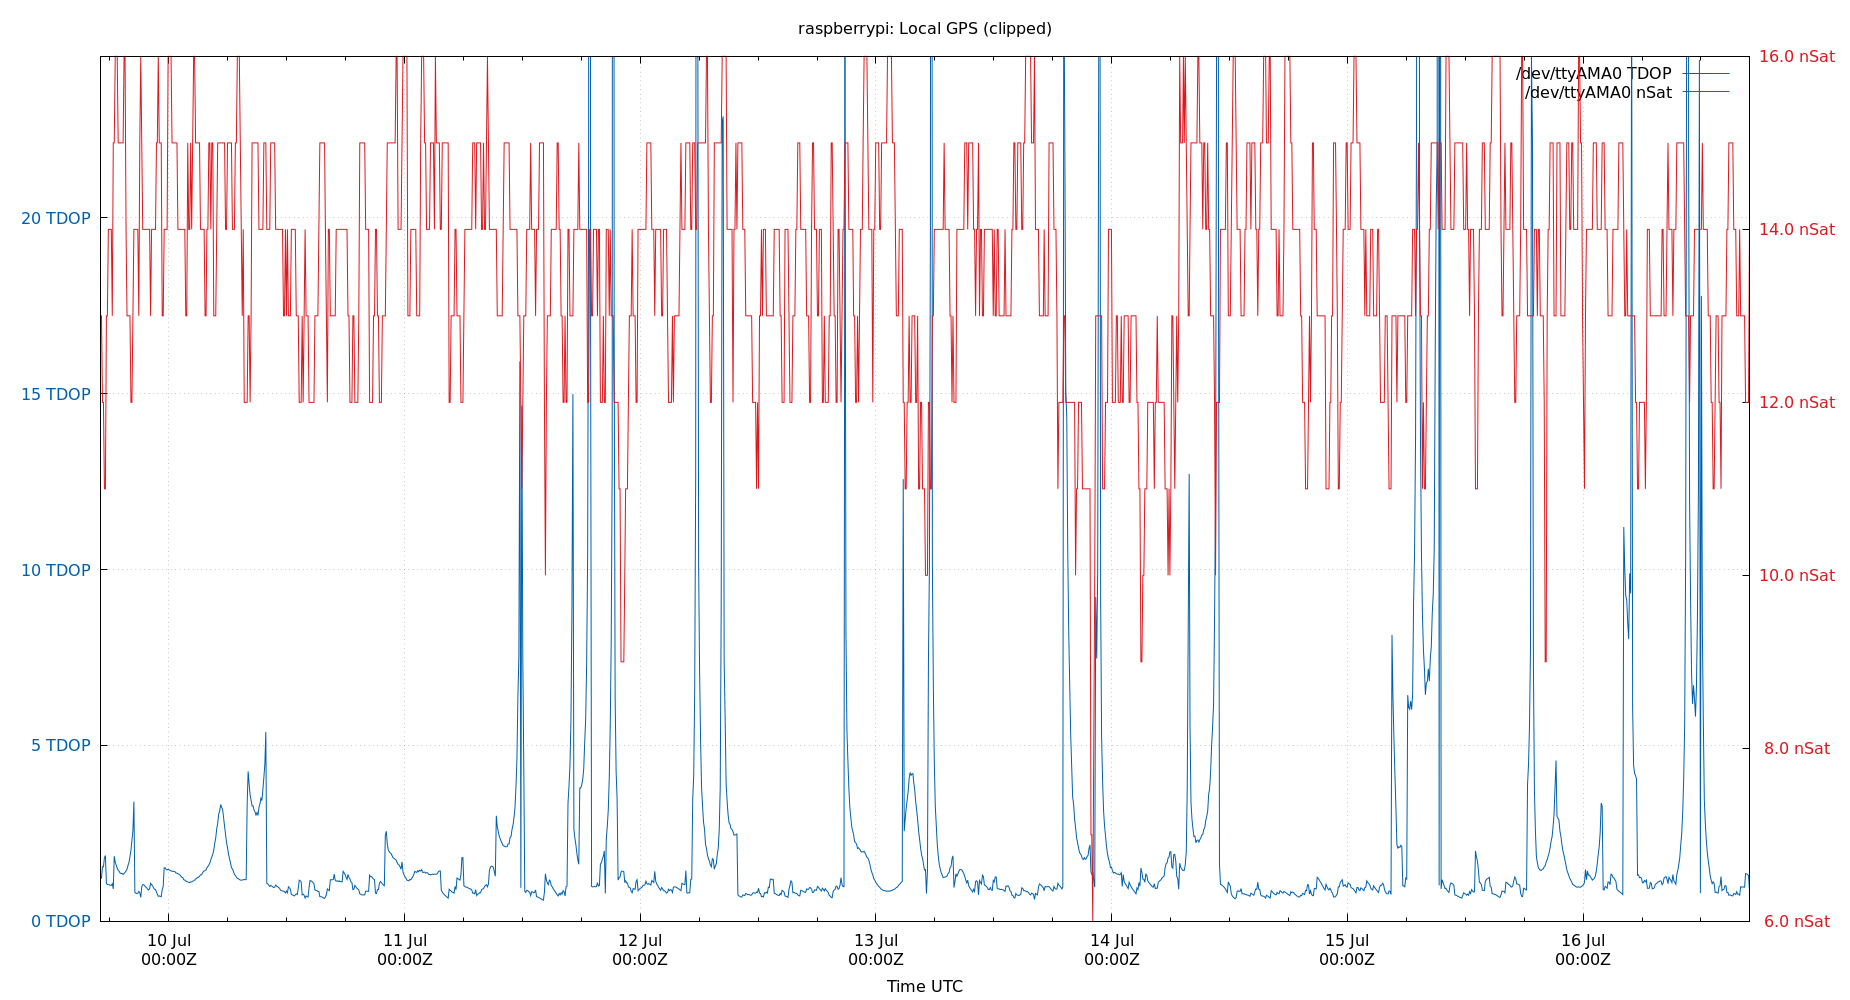 raspberrypi: Local GPS (clipped)
16.0 nSat
/dev/ttyAMA0 TDOP
/dev/ttyAMA0 nSat
20 TDOP
14.0 nSat
15 TDOP
12.0 nSat
10 TDOP
10.0 nSat
5 TDOP
8.0 nSat
0 TDOP
6.0 nSat
10 Jul
00:00Z
11 Jul
00:00Z
12 Jul
00:00Z
13 Jul
00:00Z
14 Jul
00:00Z
15 Jul
00:00Z
16 Jul
00:00Z
Time UTC